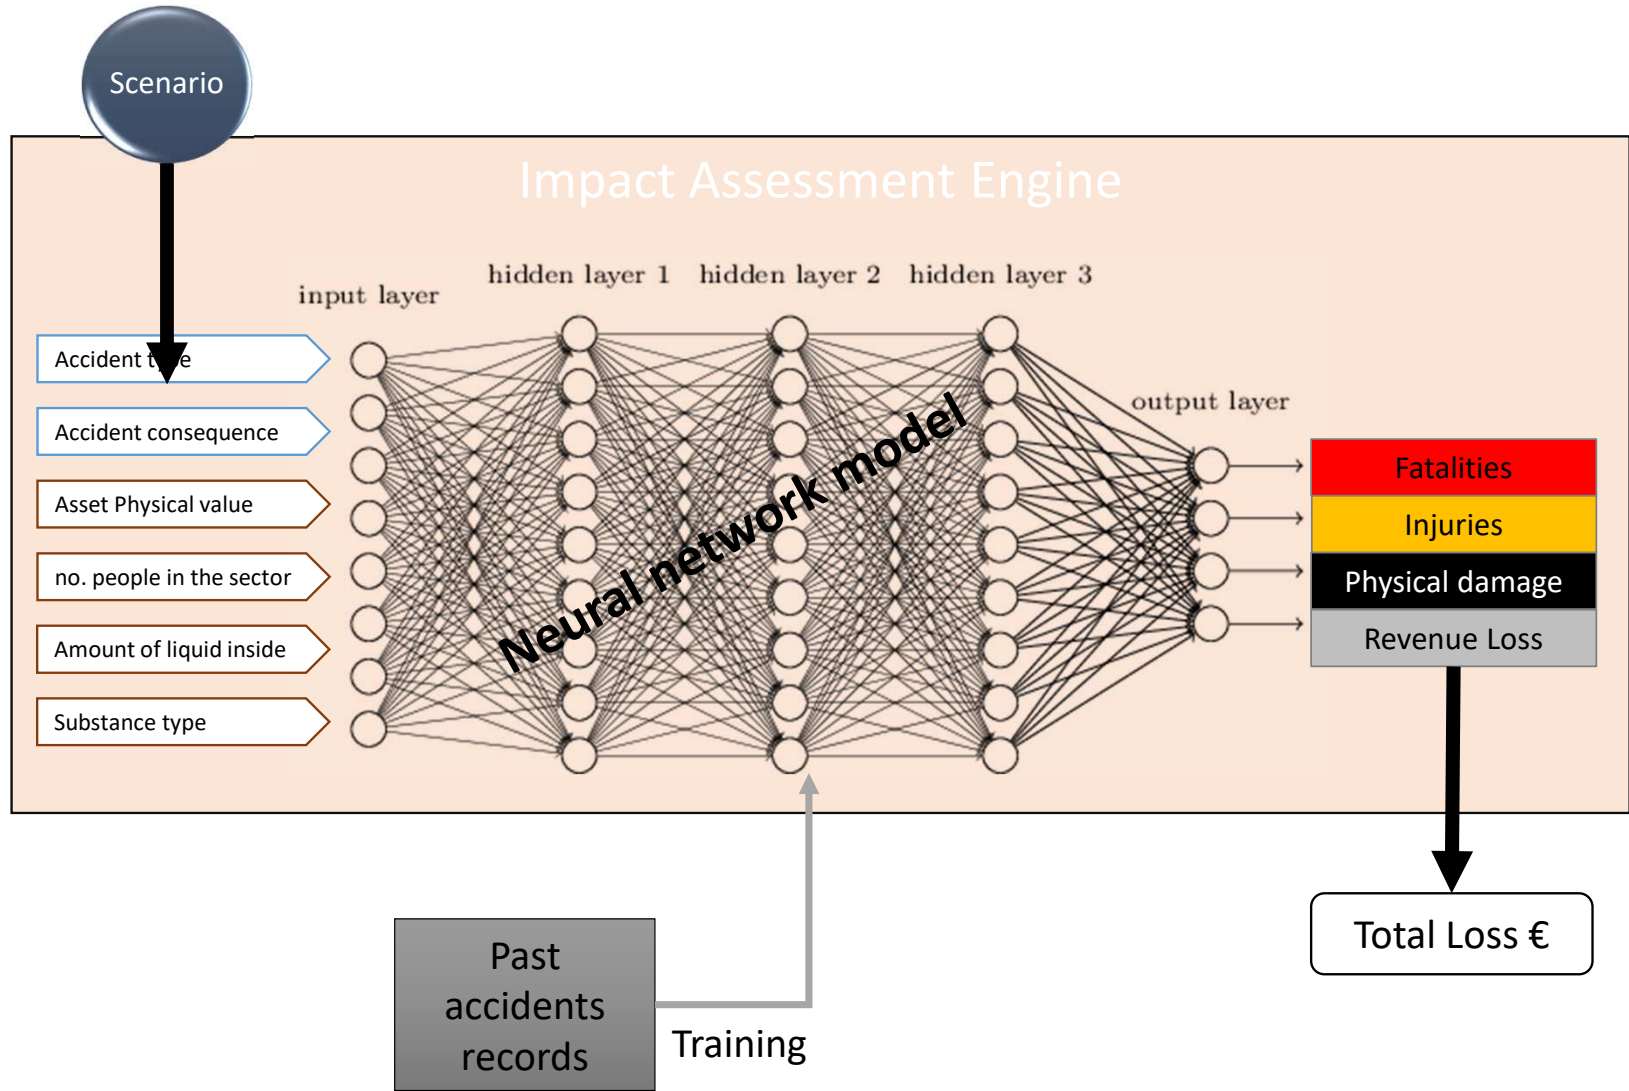 Scenario
Impact Assessment Engine
input layer
hidden layer 1
hidden layer 2
hidden layer 3
output layer
Accident type
Accident consequence
Asset Physical value
no. people in the sector
Amount of liquid inside
Substance type
Neural network model
Fatalities
Injuries
Physical damage
Revenue Loss
Total Loss €
Past
accidents
records
Training